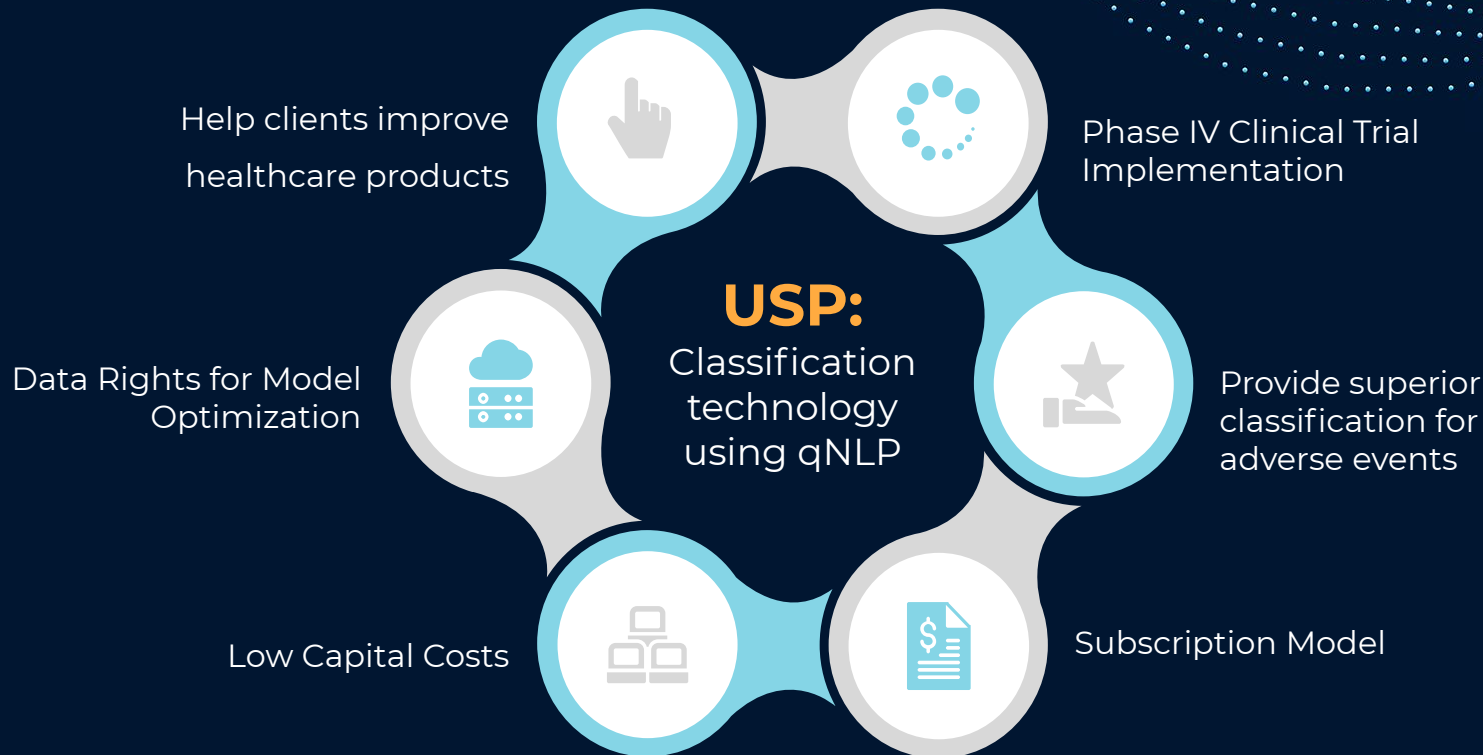 Help clients improve
healthcare products
Phase IV Clinical Trial
Implementation
USP:
Classification
technology
using qNLP
Data Rights for Model
Optimization
Provide superior
classification for
adverse events
Low Capital Costs
$
Subscription Model